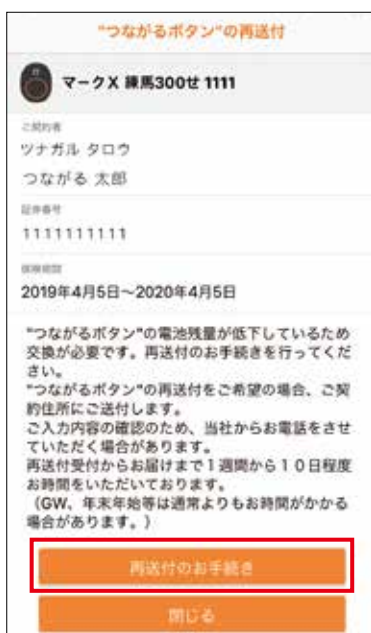 "つながるボタン"の再送付
マークX 練馬300せ 1111
ご契約者
ツナガル タロウ
つながる 太郎
証券番号
1111111111
保険期間
2019年4月5日～2020年4月5日
"つながるボタン"の電池残量が低下しているため
交換が必要です。再送付のお手続きを行ってくだ
さい。
"つながるボタン"の再送付をご希望の場合、ご契
約住所にご送付します。
ご入力内容の確認のため、当社からお電話をさせ
ていただく場合があります。
再送付受付からお届けまで１週間から１０日程度
お時間をいただいております。
（GW、年末年始等は通常よりもお時間がかかる
場合があります。）
再送付のお手続き
閉じる